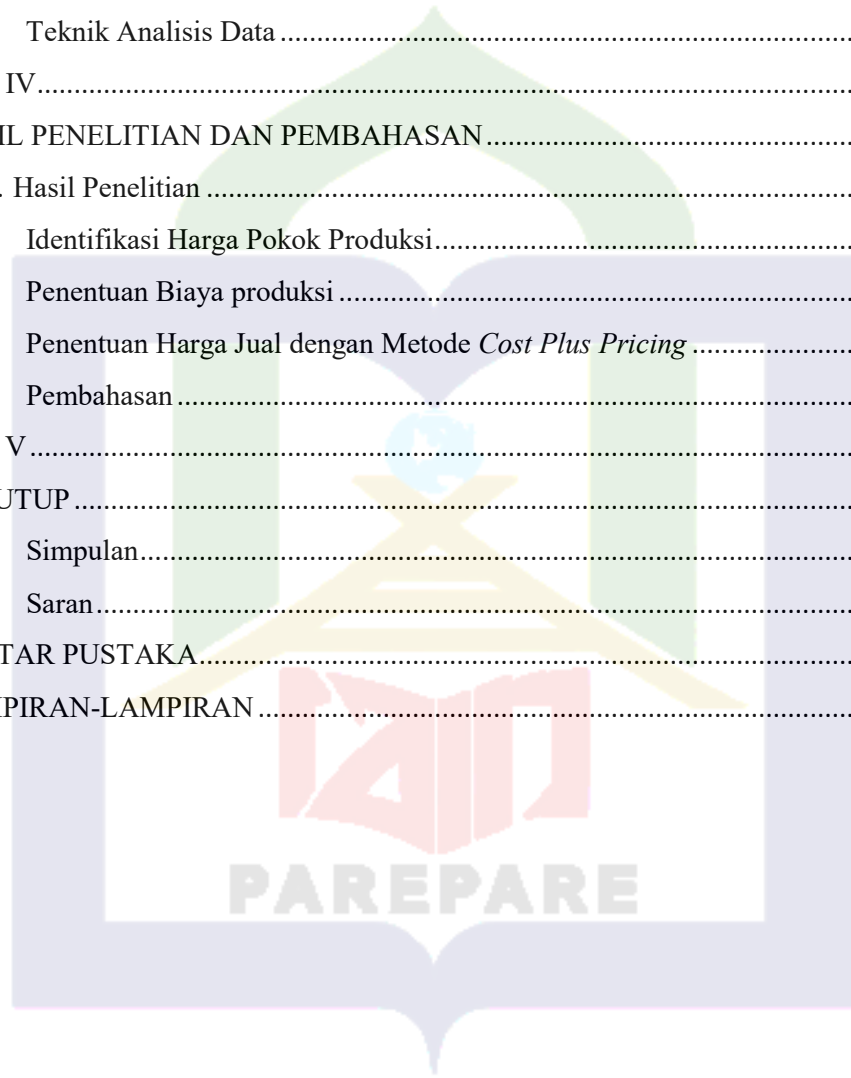 Teknik Analisis Data ........................................................................
IV........................................................................
IL PENELITIAN DAN PEMBAHASAN ........................................................................
. Hasil Penelitian ........................................................................
Identifikasi Harga Pokok Produksi........................................................................
Penentuan Biaya produksi ........................................................................
Penentuan Harga Jual dengan Metode Cost Plus Pricing ........................................................................
Pembahasan ........................................................................
V ........................................................................
UTUP ........................................................................
Simpulan........................................................................
Saran ........................................................................
TAR PUSTAKA........................................................................
PIRAN-LAMPIRAN ........................................................................
PAREPARE